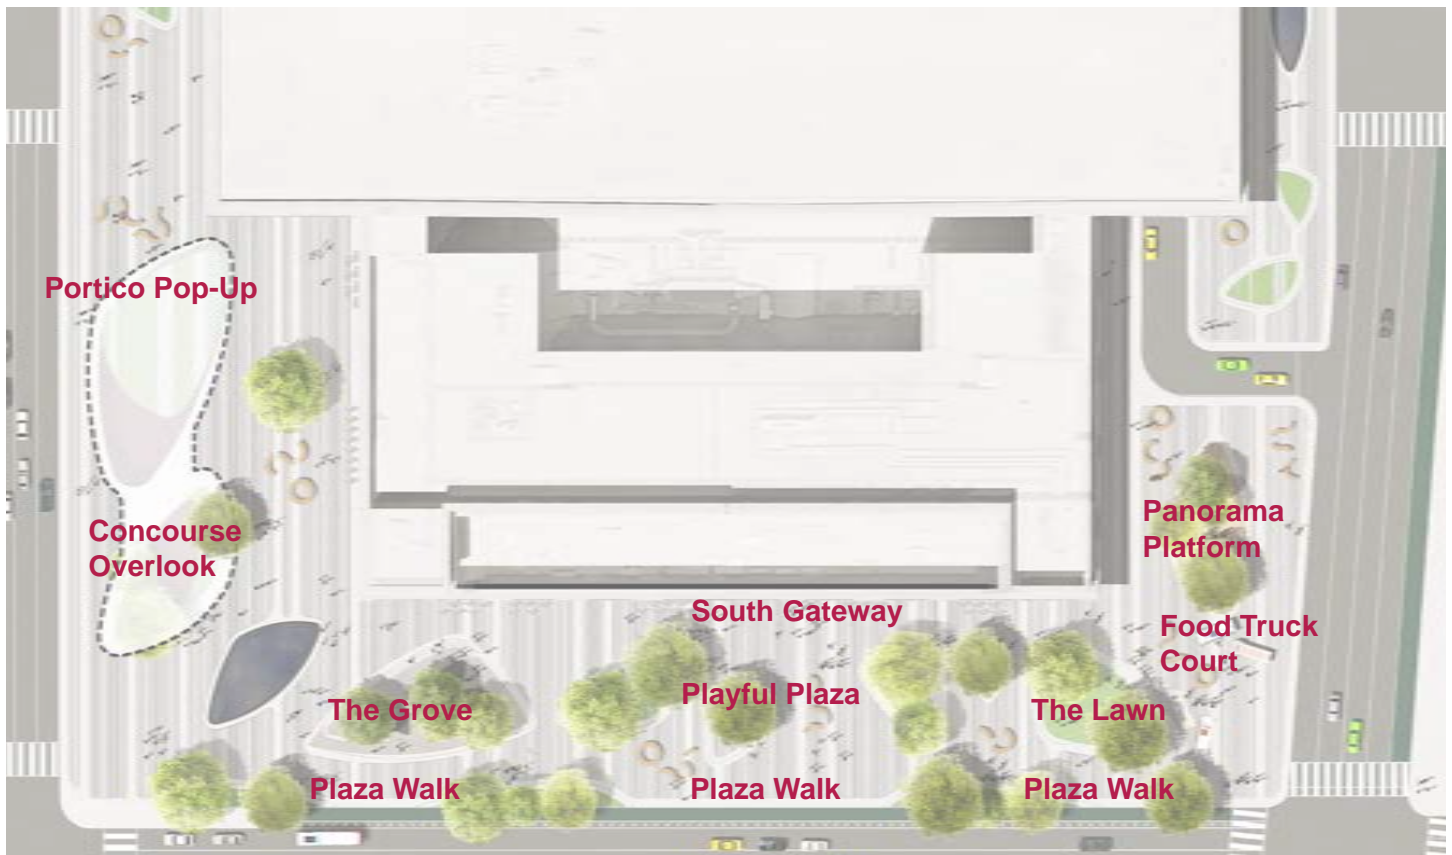 Portico Pop-Up
Concourse
Overlook
Panorama
Platform
South Gateway
Food Truck
Court
The Grove
Playful Plaza
The Lawn
Plaza Walk
Plaza Walk
Plaza Walk